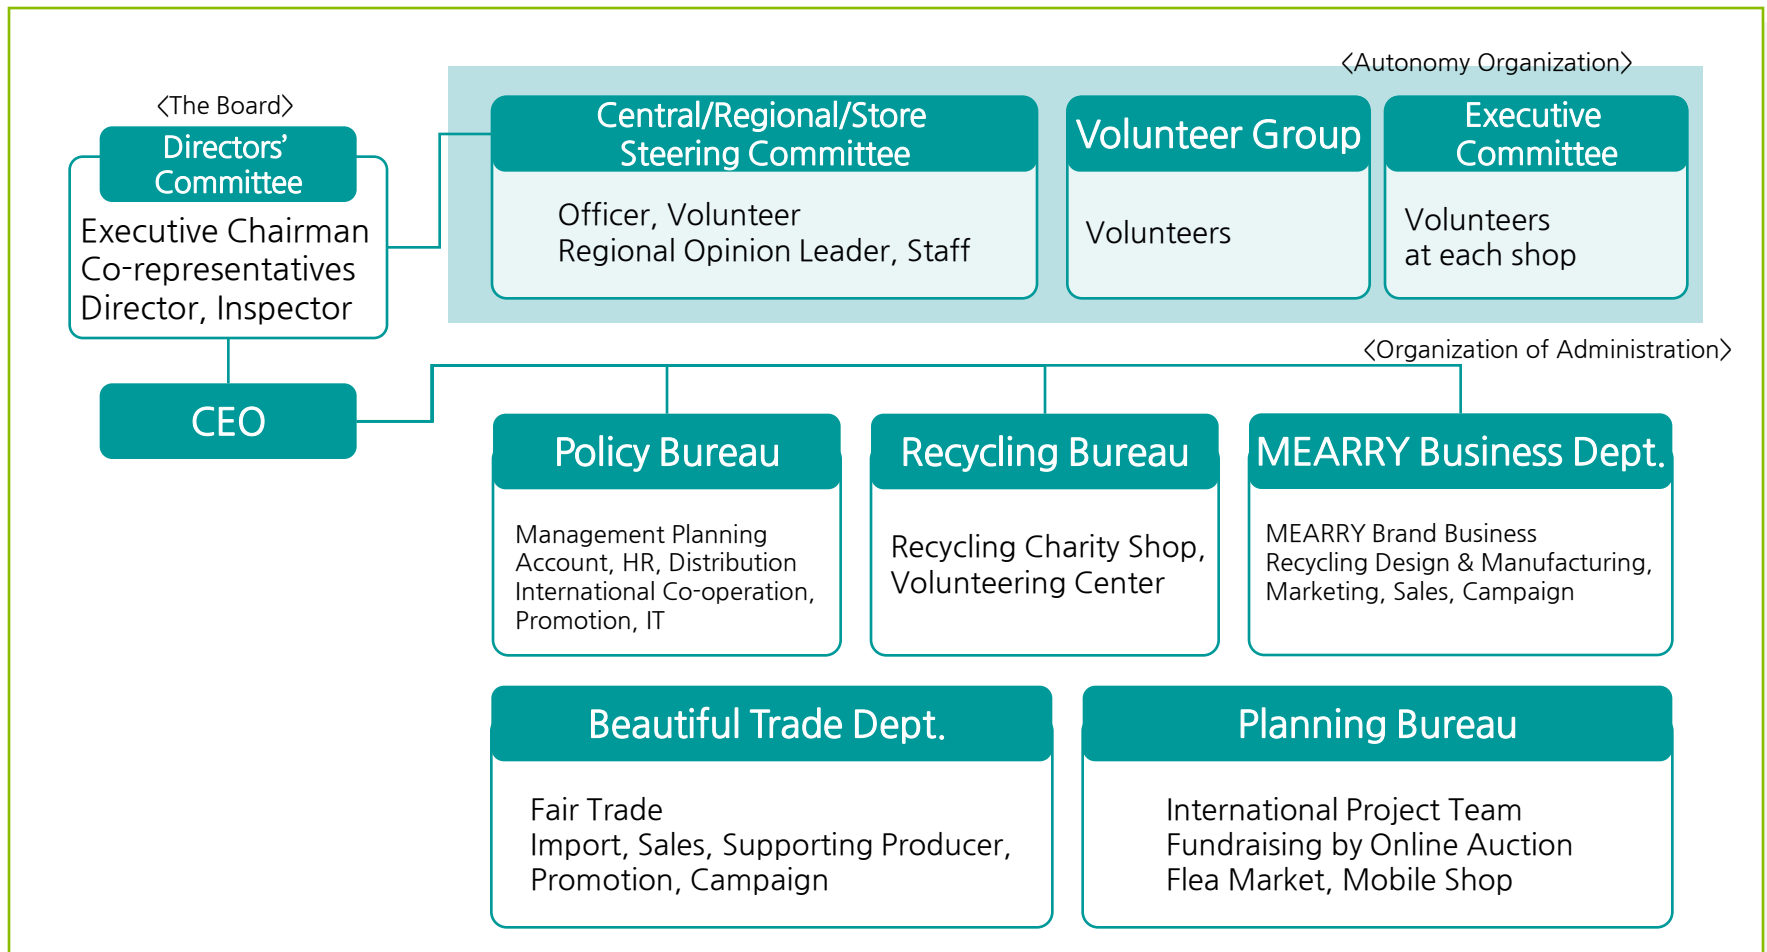 〈The Board〉
Directors'
Committee
Executive Chairman
Co-representatives
Director, Inspector
CEO
〈Autonomy Organization〉
Central/Regional/Store
Steering Committee
Officer, Volunteer
Regional Opinion Leader, Staff
Volunteer Group
Volunteers
Executive
Committee
Volunteers
at each shop
〈Organization of Administration〉
Policy Bureau
Management Planning
Account, HR, Distribution
International Co-operation,
Promotion, IT
Recycling Bureau
Recycling Charity Shop,
Volunteering Center
MEARRY Business Dept.
MEARRY Brand Business
Recycling Design & Manufacturing,
Marketing, Sales, Campaign
Beautiful Trade Dept.
Fair Trade
Import, Sales, Supporting Producer,
Promotion, Campaign
Planning Bureau
International Project Team
Fundraising by Online Auction
Flea Market, Mobile Shop